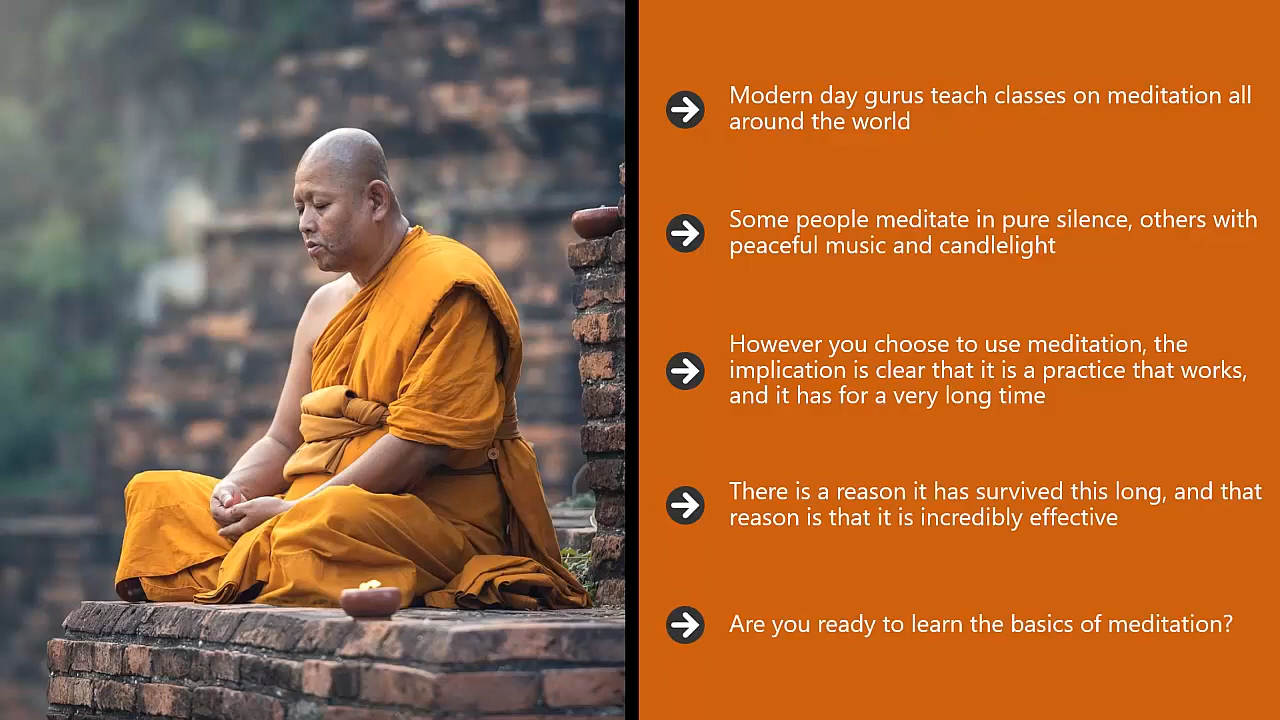 Modern day gurus teach classes on meditation all
around the world
Some people meditate in pure silence, others with
peaceful music and candlelight
However you choose to use meditation, the
implication is clear that it is a practice that works,
and it has for a very long time
There is a reason it has survived this long, and that
reason is that it is incredibly effective
Are you ready to learn the basics of meditation?